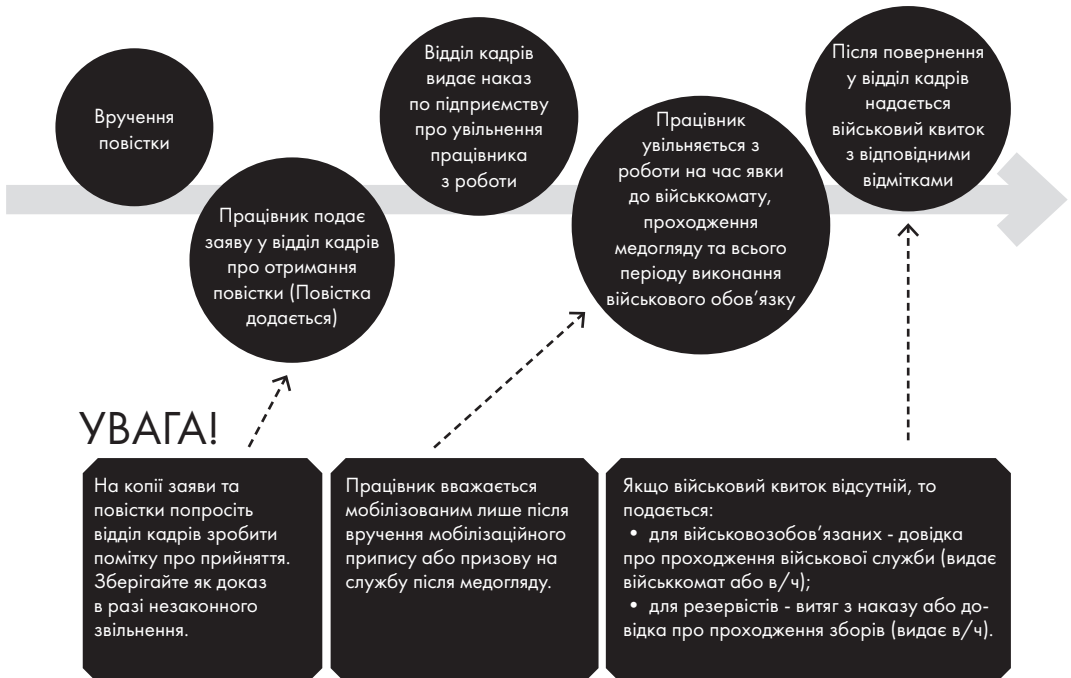 Вручення
повістки
Працівник подає
заяву у відділ кадрів
про отримання
повістки (Повістка
додається)
Відділ кадрів
видає наказ
по підприємству
про увільнення
працівника
з роботи
Працівник
увільняється з
роботи на час явки
до військкомату,
проходження
медогляду та всього
періоду виконання
військового обов’язку
Після повернення
у відділ кадрів
надається
військовий квиток
з відповідними
відмітками
УВАГА!
На копії заяви та
повістки попросіть
відділ кадрів зробити
помітку про прийняття.
Зберігайте як доказ
в разі незаконного
звільнення.
Працівник вважається
мобілізованим лише після
вручення мобілізаційного
припису або призову на
службу після медогляду.
Якщо військовий квиток відсутній, то
подається:
• для військовозобов’язаних - довідка
про проходження військової служби (видає
військкомат або в/ч);
• для резервістів - витяг з наказу або до-
відка про проходження зборів (видає в/ч).